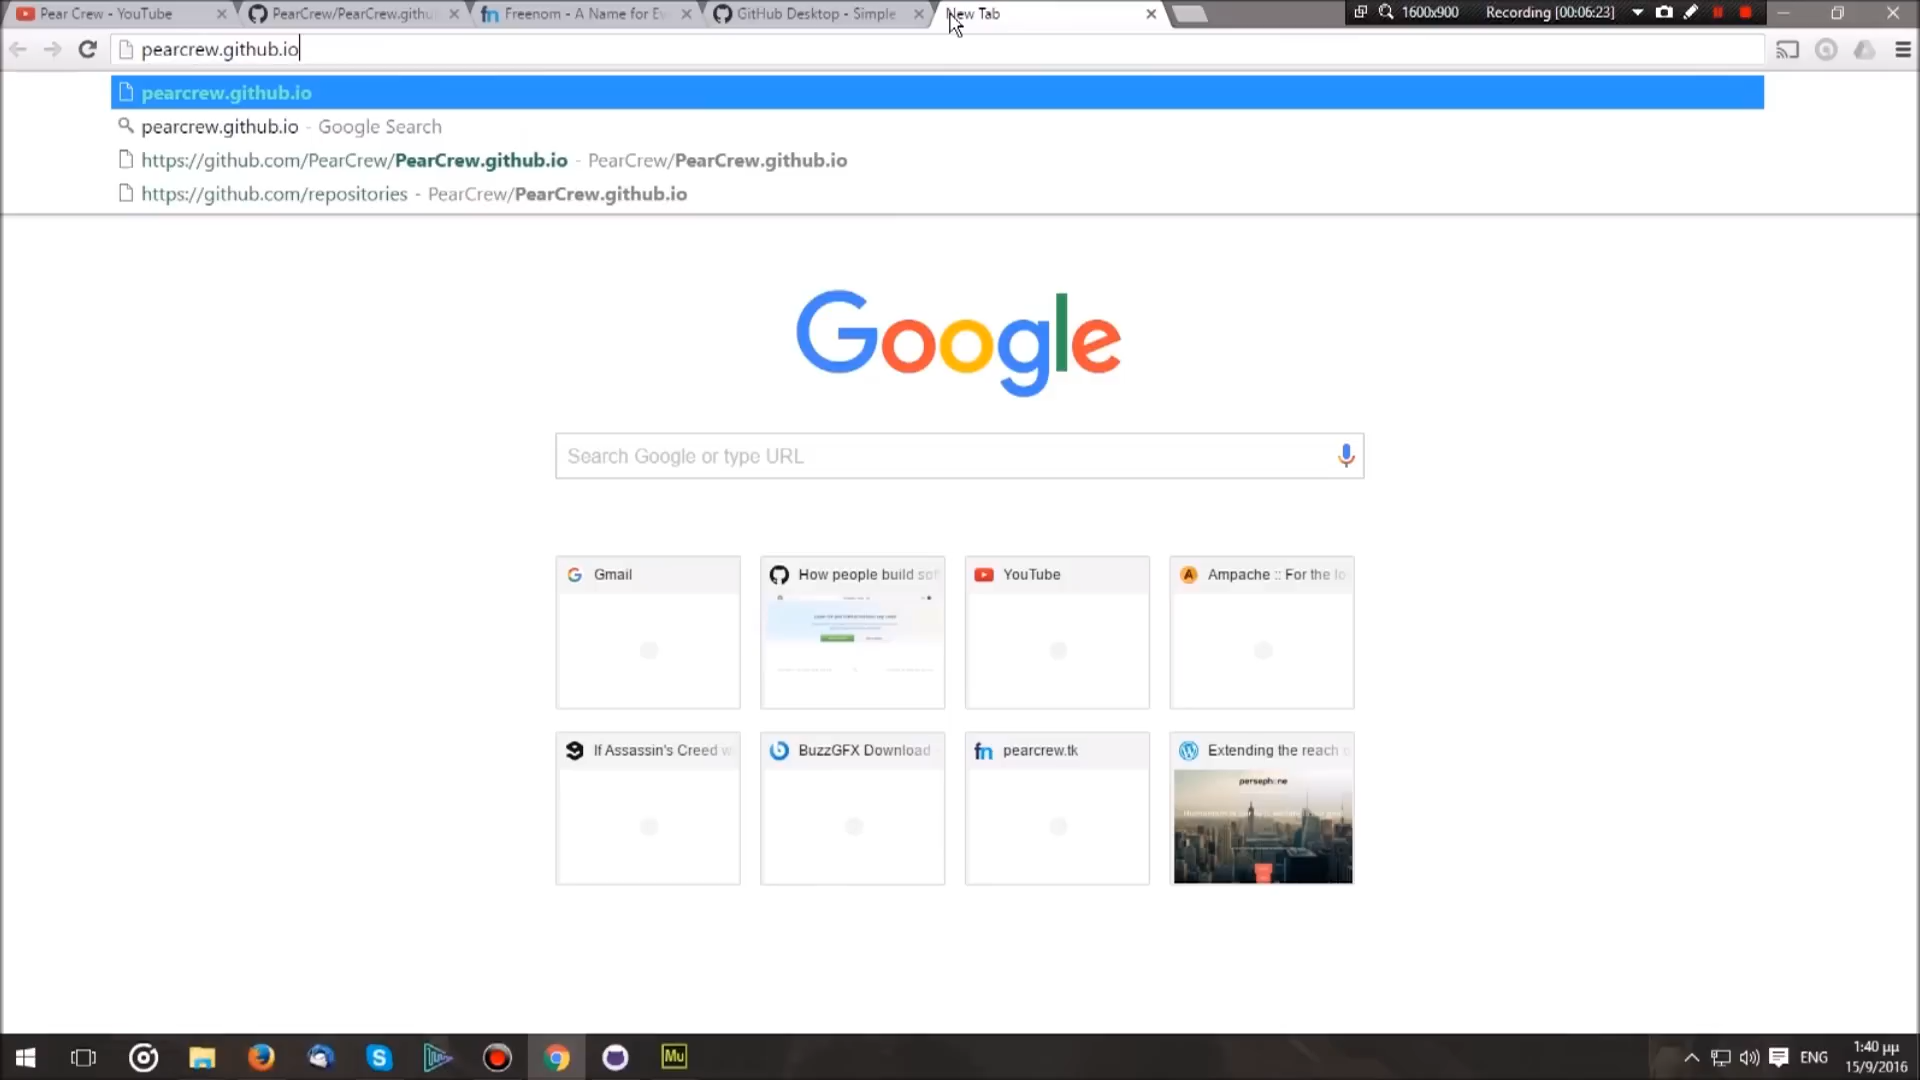 Pear Crew - YouTube
PearCrew/PearCrew.githu
Freenom - A Name for Ev
GitHub Desktop - Simple
New Tab
1600x900
Recording [00:06:23]
pearcrew.github.io
pearcrew.github.io
pearcrew.github.io - Google Search
https://github.com/PearCrew/PearCrew.github.io - PearCrew/PearCrew.github.io
https://github.com/repositories - PearCrew/PearCrew.github.io
Google
Search Google or type URL
Gmail
How people build sof
YouTube
Ampache :: For the lo
If Assassin's Creed w
BuzzGFX Download
pearcrew.tk
Extending the reach o
persephone
Mu
ENG
1:40 μμ
15/9/2016